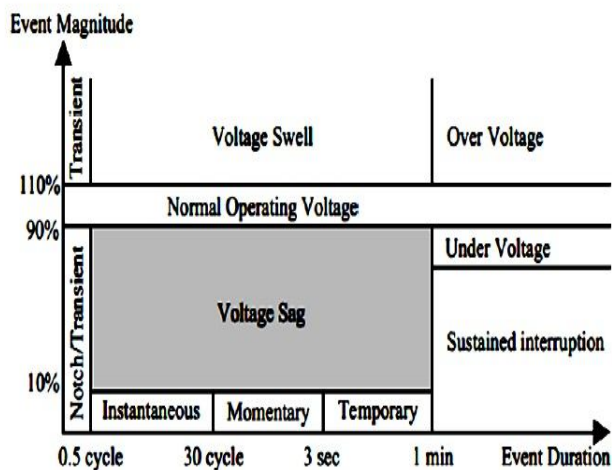 Event Magnitude
Transient
Voltage Swell
Over Voltage
110%
Normal Operating Voltage
90%
Under Voltage
Notch/Transient
Voltage Sag
Sustained interruption
10%
Instantaneous
Momentary
Temporary
0.5 cycle
30 cycle
3 sec
1 min
Event Duration